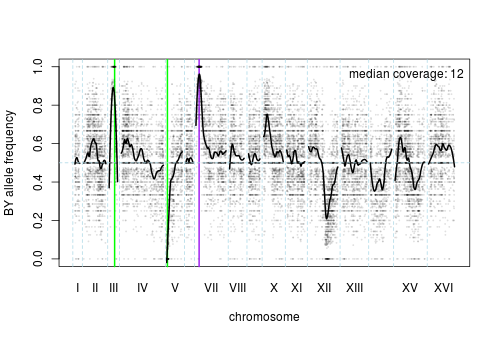 median coverage: 12
BY allele frequency
1.0
0.8
0.6
0.4
0.2
0.0
I II III IV V VII VIII X XI XII XIII XV XVI
chromosome